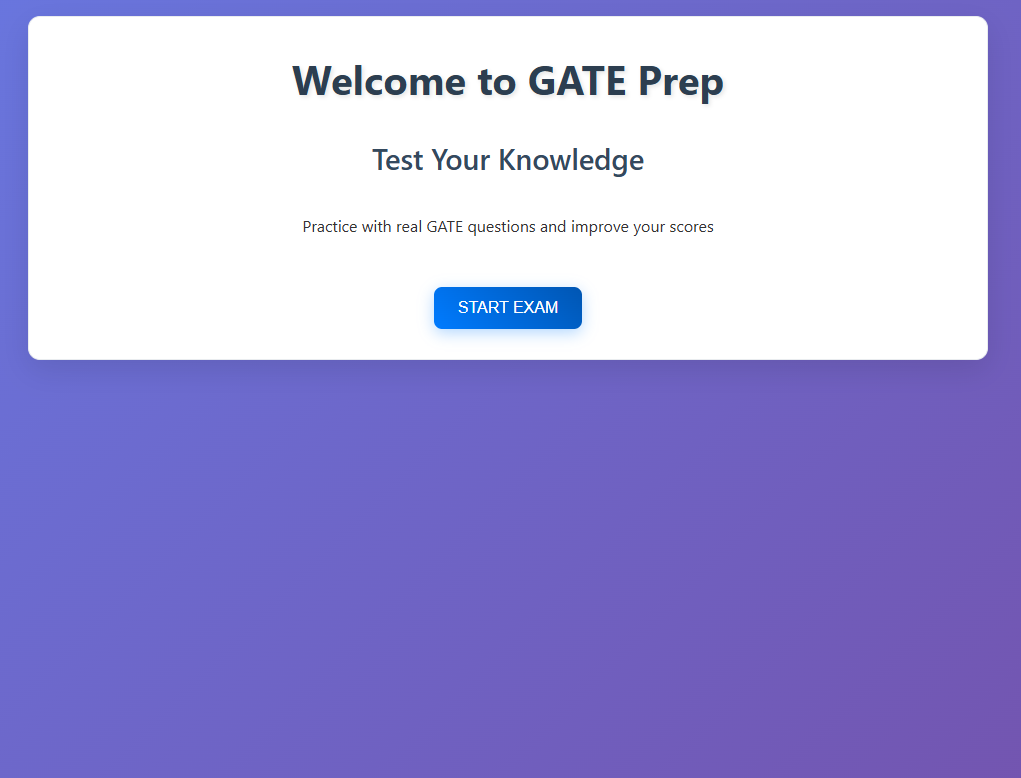 Welcome to GATE Prep
Test Your Knowledge
Practice with real GATE questions and improve your scores
START EXAM